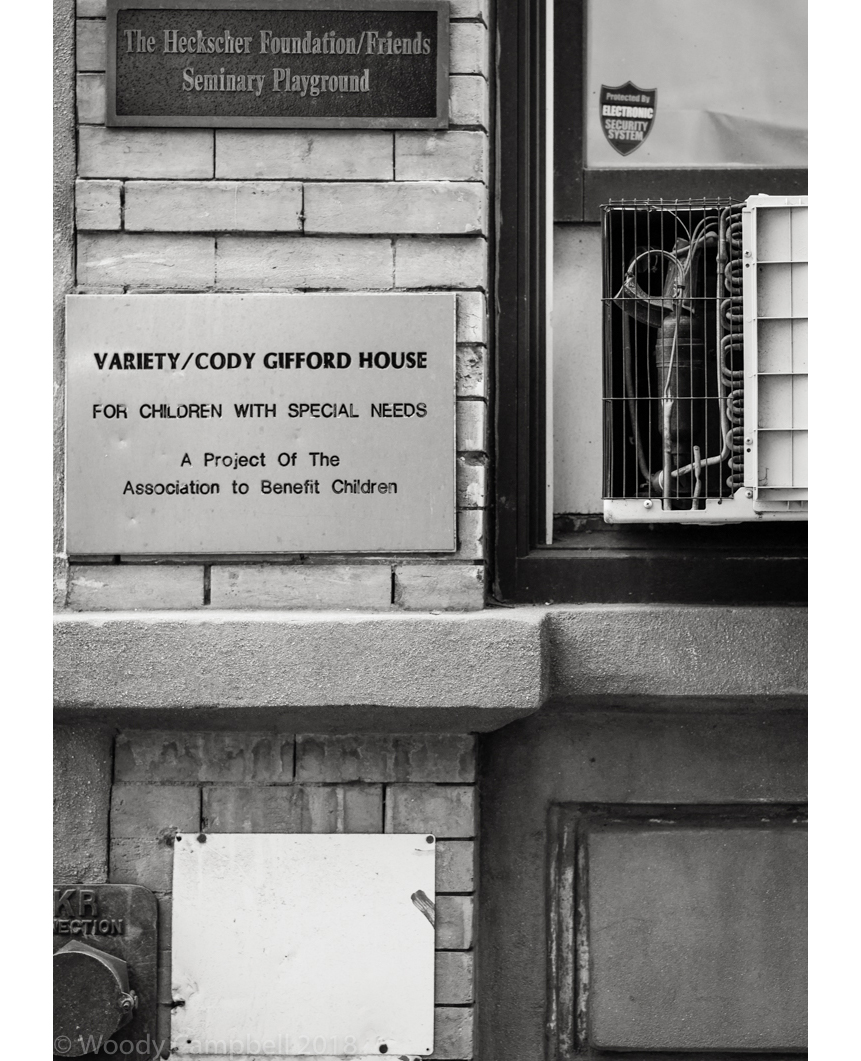 The Heckscher Foundation/Friends
Seminary Playground
Protected By
ELECTRONIC
SECURITY
SYSTEM
VARIETY/CODY GIFFORD HOUSE
FOR CHILDREN WITH SPECIAL NEEDS
A Project Of The
Association to Benefit Children
KR
NECTION
© Woody Campbell 2018